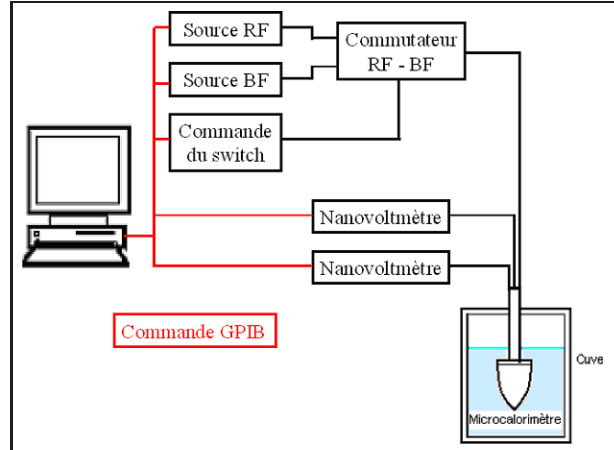 Source RF
Commutateur
RF - BF
Source BF
Commande
du switch
Nanovoltmètre
Nanovoltmètre
Commande GPIB
Cuve
Microcalorimètre